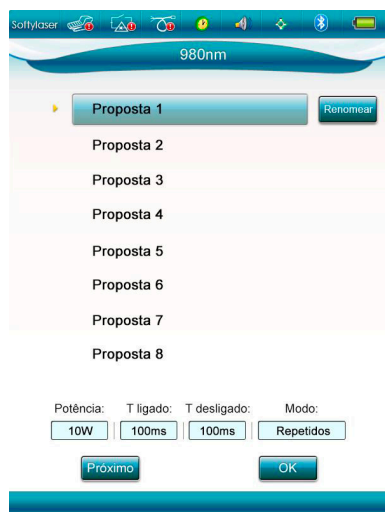 Softylaser
980nm
Proposta 1
Renomear
Proposta 2
Proposta 3
Proposta 4
Proposta 5
Proposta 6
Proposta 7
Proposta 8
Potência: T ligado: T desligado: Modo:
10W 100ms 100ms Repetidos
Próximo OK